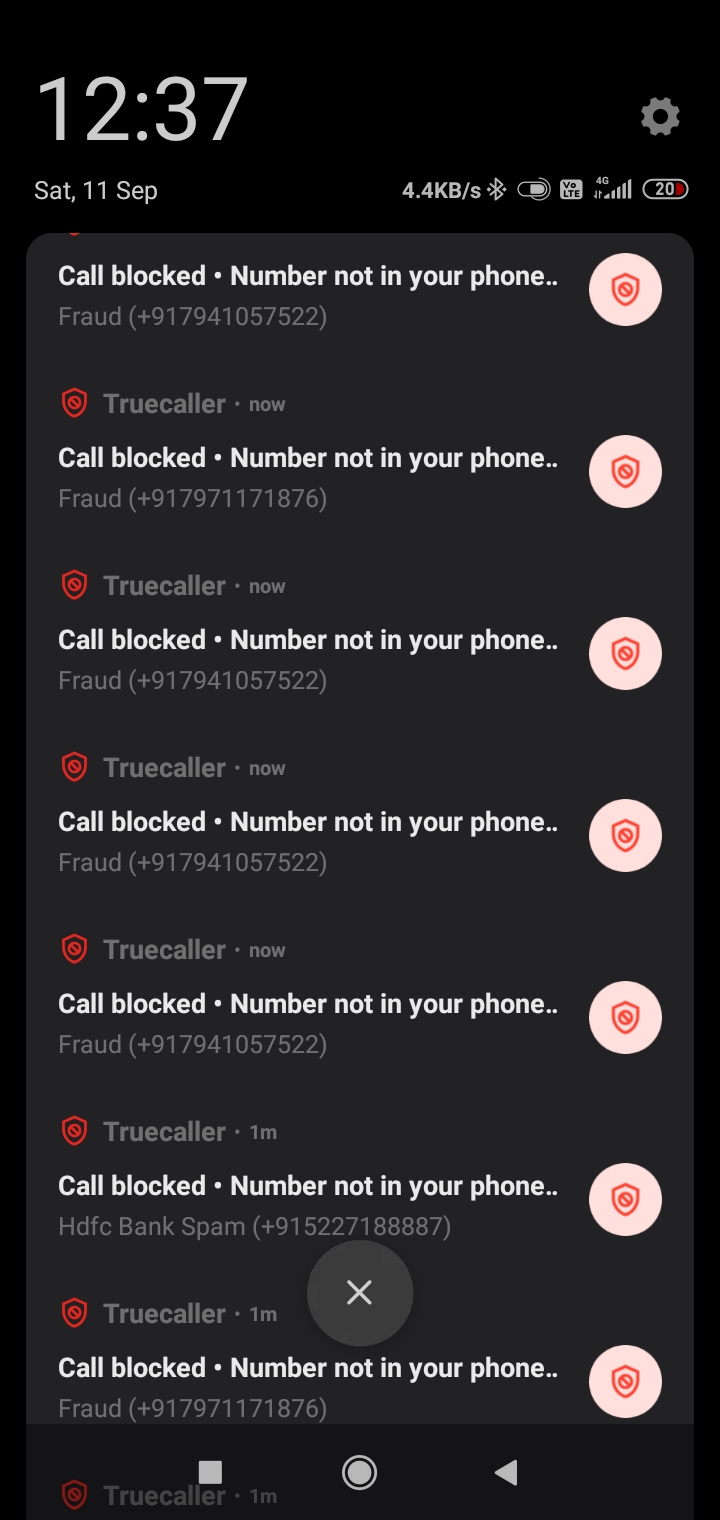 12:37
Sat, 11 Sep
4.4KB/s Vo LTE 4G 20
Call blocked • Number not in your phone..
Fraud (+917941057522)
Truecaller · now
Call blocked • Number not in your phone..
Fraud (+917971171876)
Truecaller · now
Call blocked • Number not in your phone..
Fraud (+917941057522)
Truecaller · now
Call blocked • Number not in your phone..
Fraud (+917941057522)
Truecaller · now
Call blocked • Number not in your phone..
Fraud (+917941057522)
Truecaller · 1m
Call blocked • Number not in your phone..
Hdfc Bank Spam (+915227188887)
Truecaller · 1m
Call blocked • Number not in your phone..
Fraud (+917971171876)
Truecaller · 1m